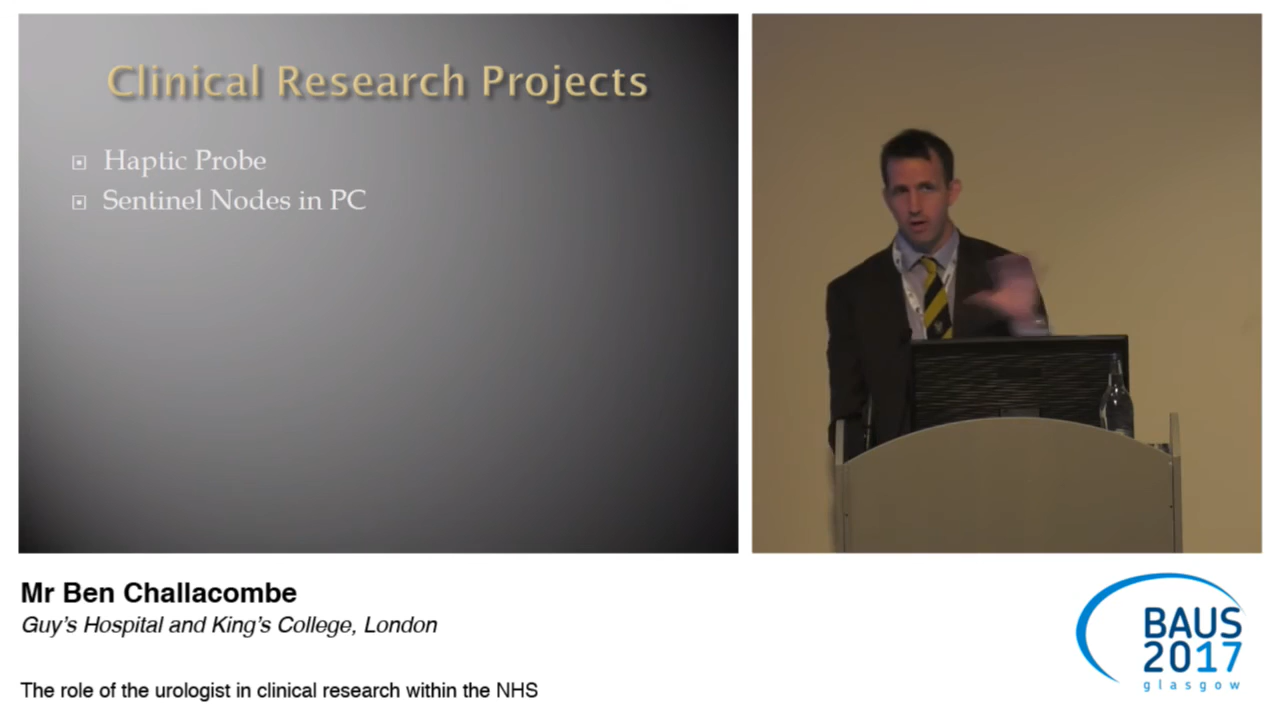 Clinical Research Projects
Haptic Probe
Sentinel Nodes in PC
Mr Ben Challacombe
Guy's Hospital and King's College, London
The role of the urologist in clinical research within the NHS
BAUS
2017
glasgow